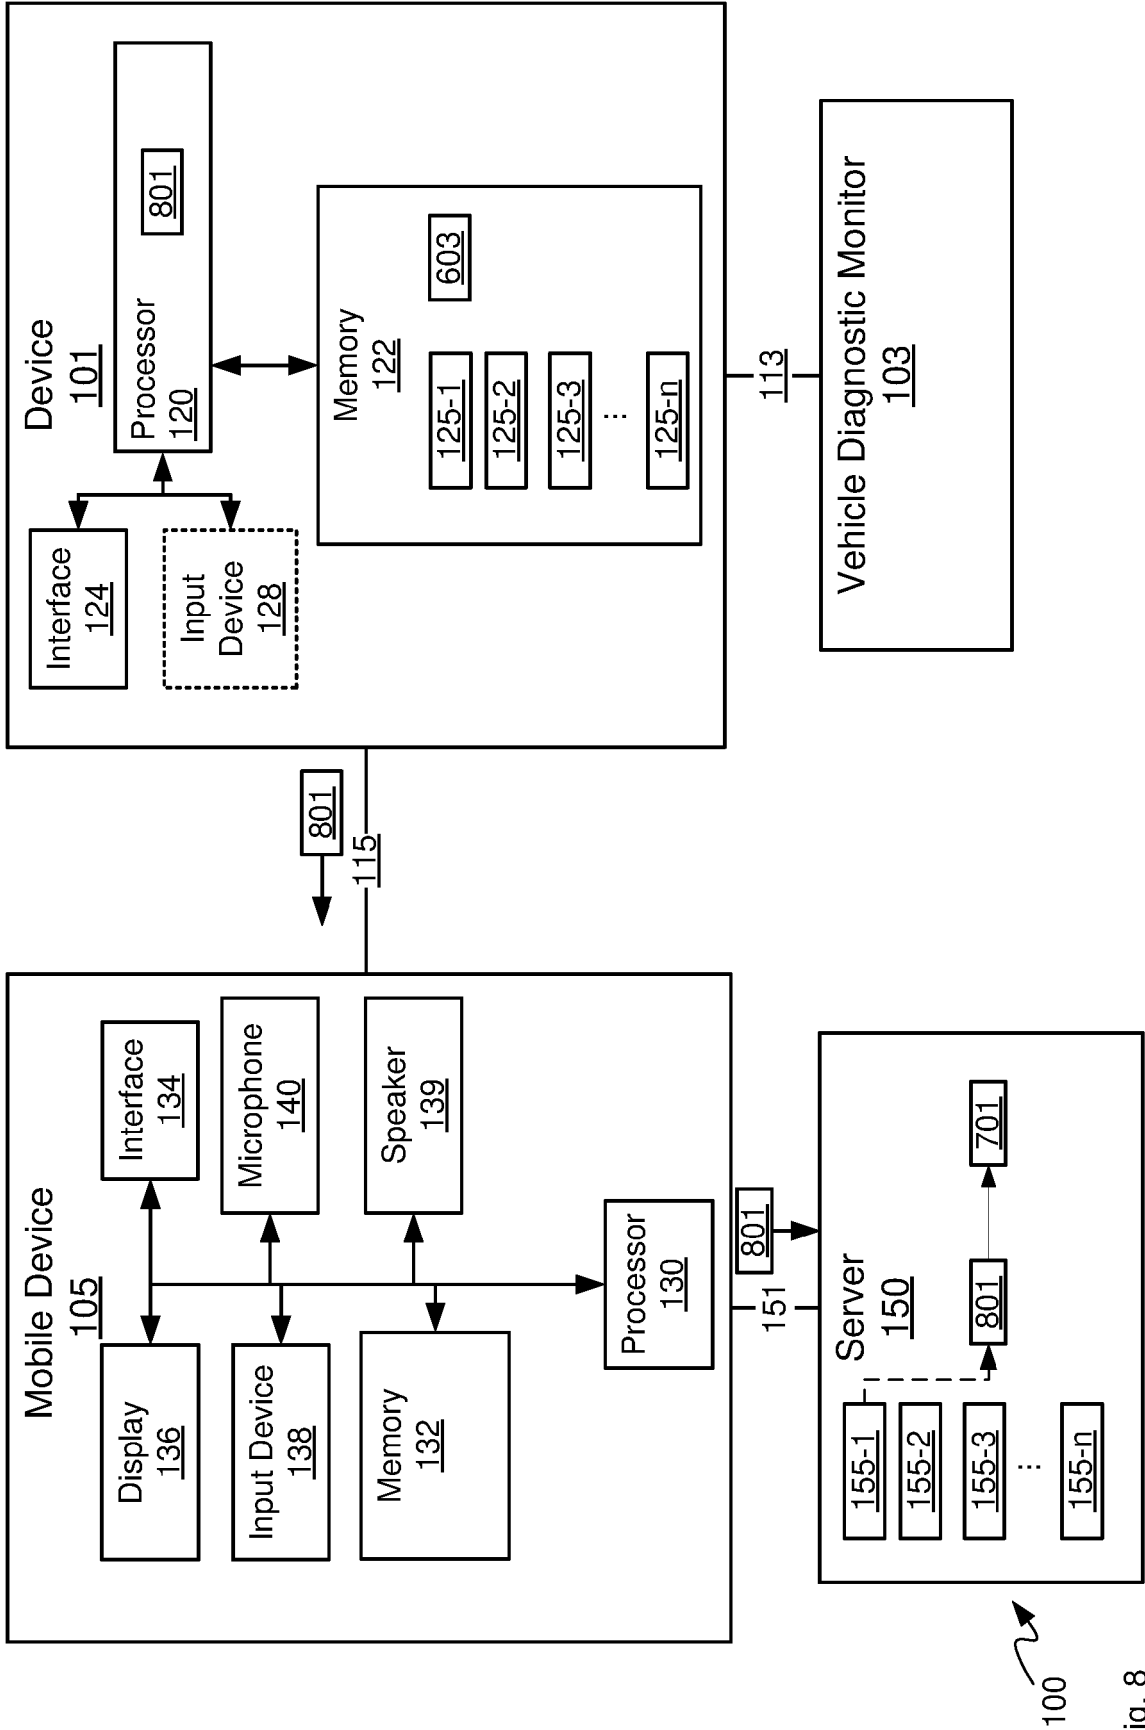 Mobile Device
105
Display
136
Interface
134
Input Device
138
Microphone
140
Memory
132
Speaker
139
Processor
130
801
115
Device
101
Interface
124
Input
Device
128
Processor
120
801
Memory
122
125-1
125-2
125-3
...
125-n
603
151
801
113
Server
150
155-1
155-2
155-3
...
155-n
801
701
Vehicle Diagnostic Monitor
103
100
ig. 8